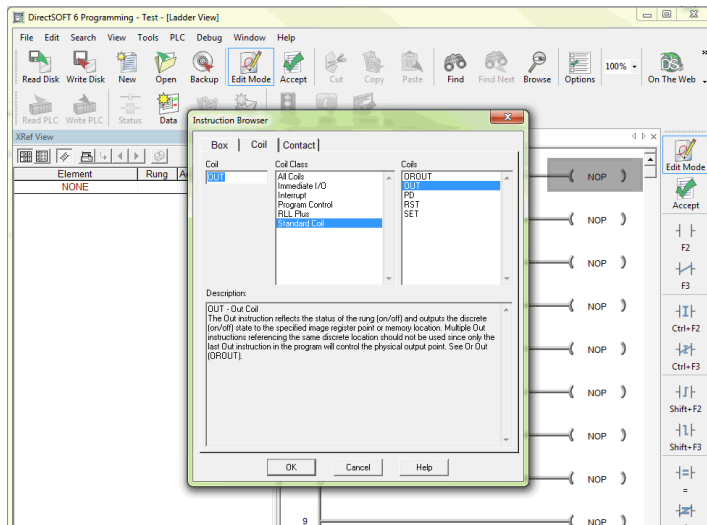 DirectSOFT 6 Programming - Test - [Ladder View]
File Edit Search View Tools PLC Debug Window Help
Read Disk Write Disk New Open Backup Edit Mode Accept Cut Copy Paste Find Find Next Browse Options 100% On The Web
Read PLC Write PLC Status Data
XRef View
Element Rung
NONE
Instruction Browser
Box Coil Contact
Coil Coil Class Coils
OUT
All Coils
Immediate I/O
Interrupt
Program Control
RLL Plus
Standard Coil
OROUT
OUT
PD
RST
SET
Description:
OUT - Out Coil
The Out instruction reflects the status of the rung (on/off) and outputs the discrete
(on/off) state to the specified image register point or memory location. Multiple Out
instructions referencing the same discrete location should not be used since only the
last Out instruction in the program will control the physical output point. See Or Out
(OROUT).
OK Cancel Help
NOP
NOP
NOP
NOP
NOP
NOP
NOP
NOP
9 NOP
Edit Mode
Accept
F2
F3
Ctrl+F2
Ctrl+F3
Shift+F2
Shift+F3
=